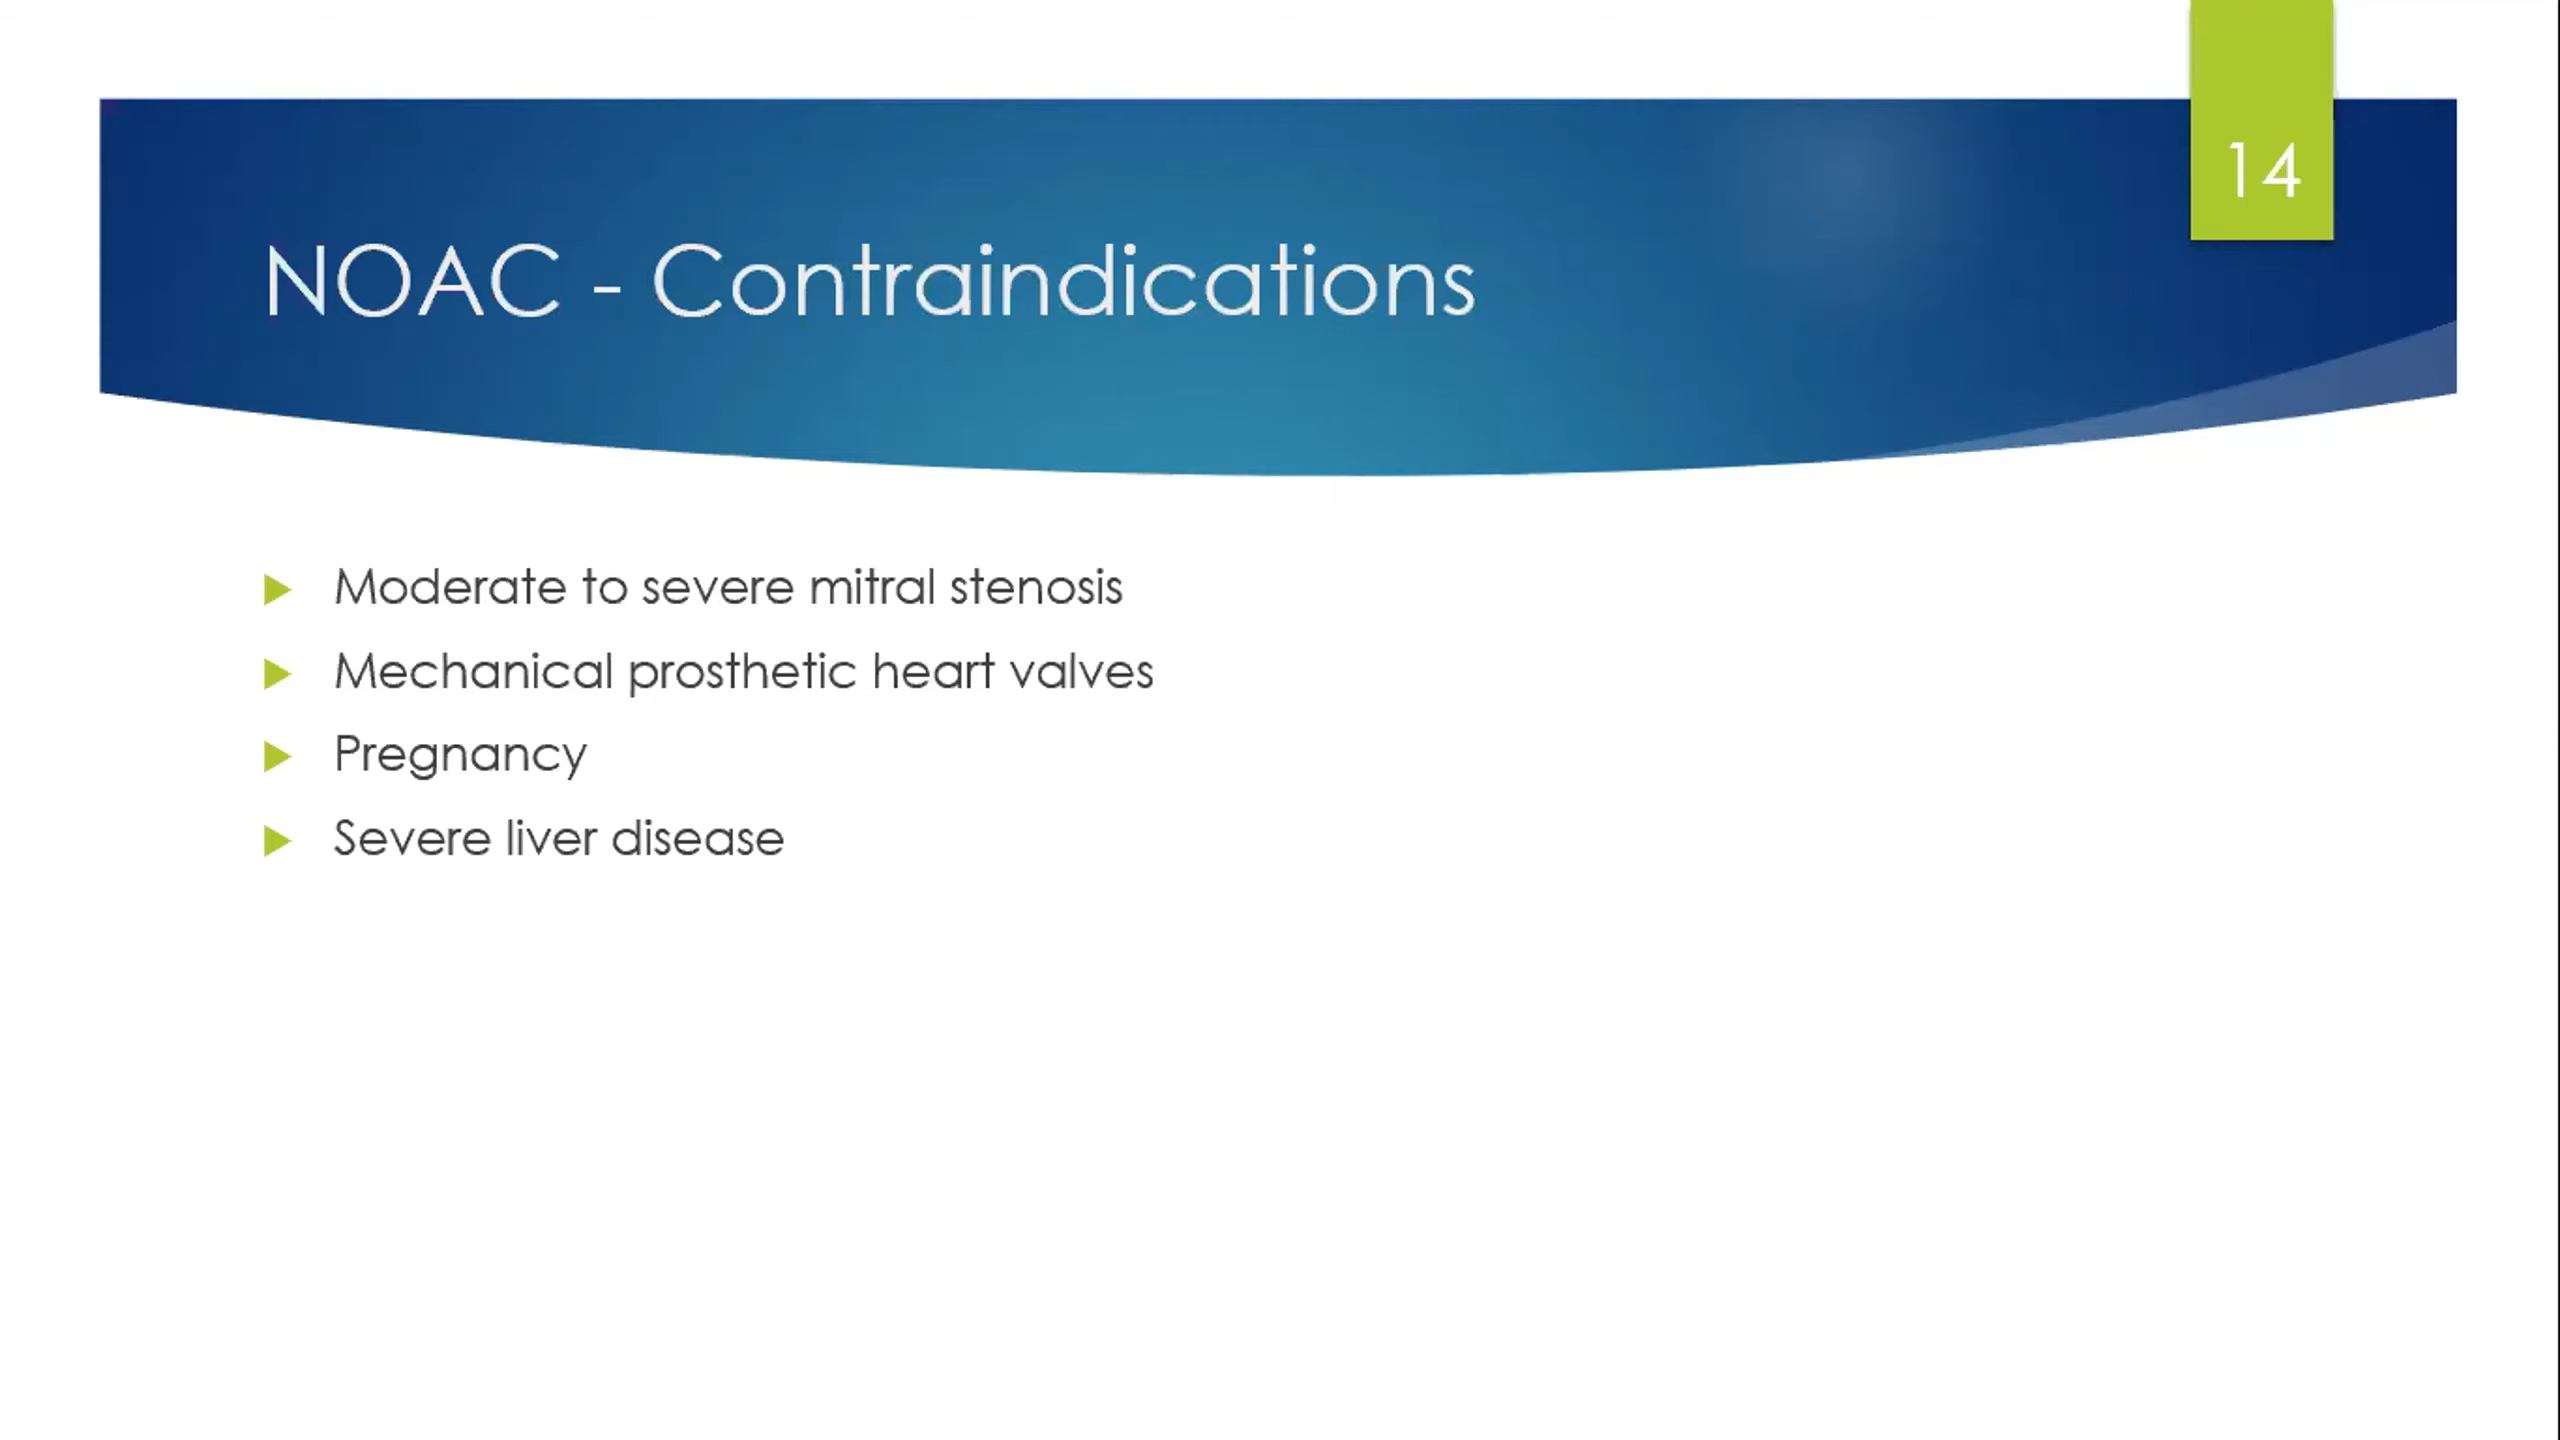 14
NOAC - Contraindications
Moderate to severe mitral stenosis
Mechanical prosthetic heart valves
Pregnancy
Severe liver disease